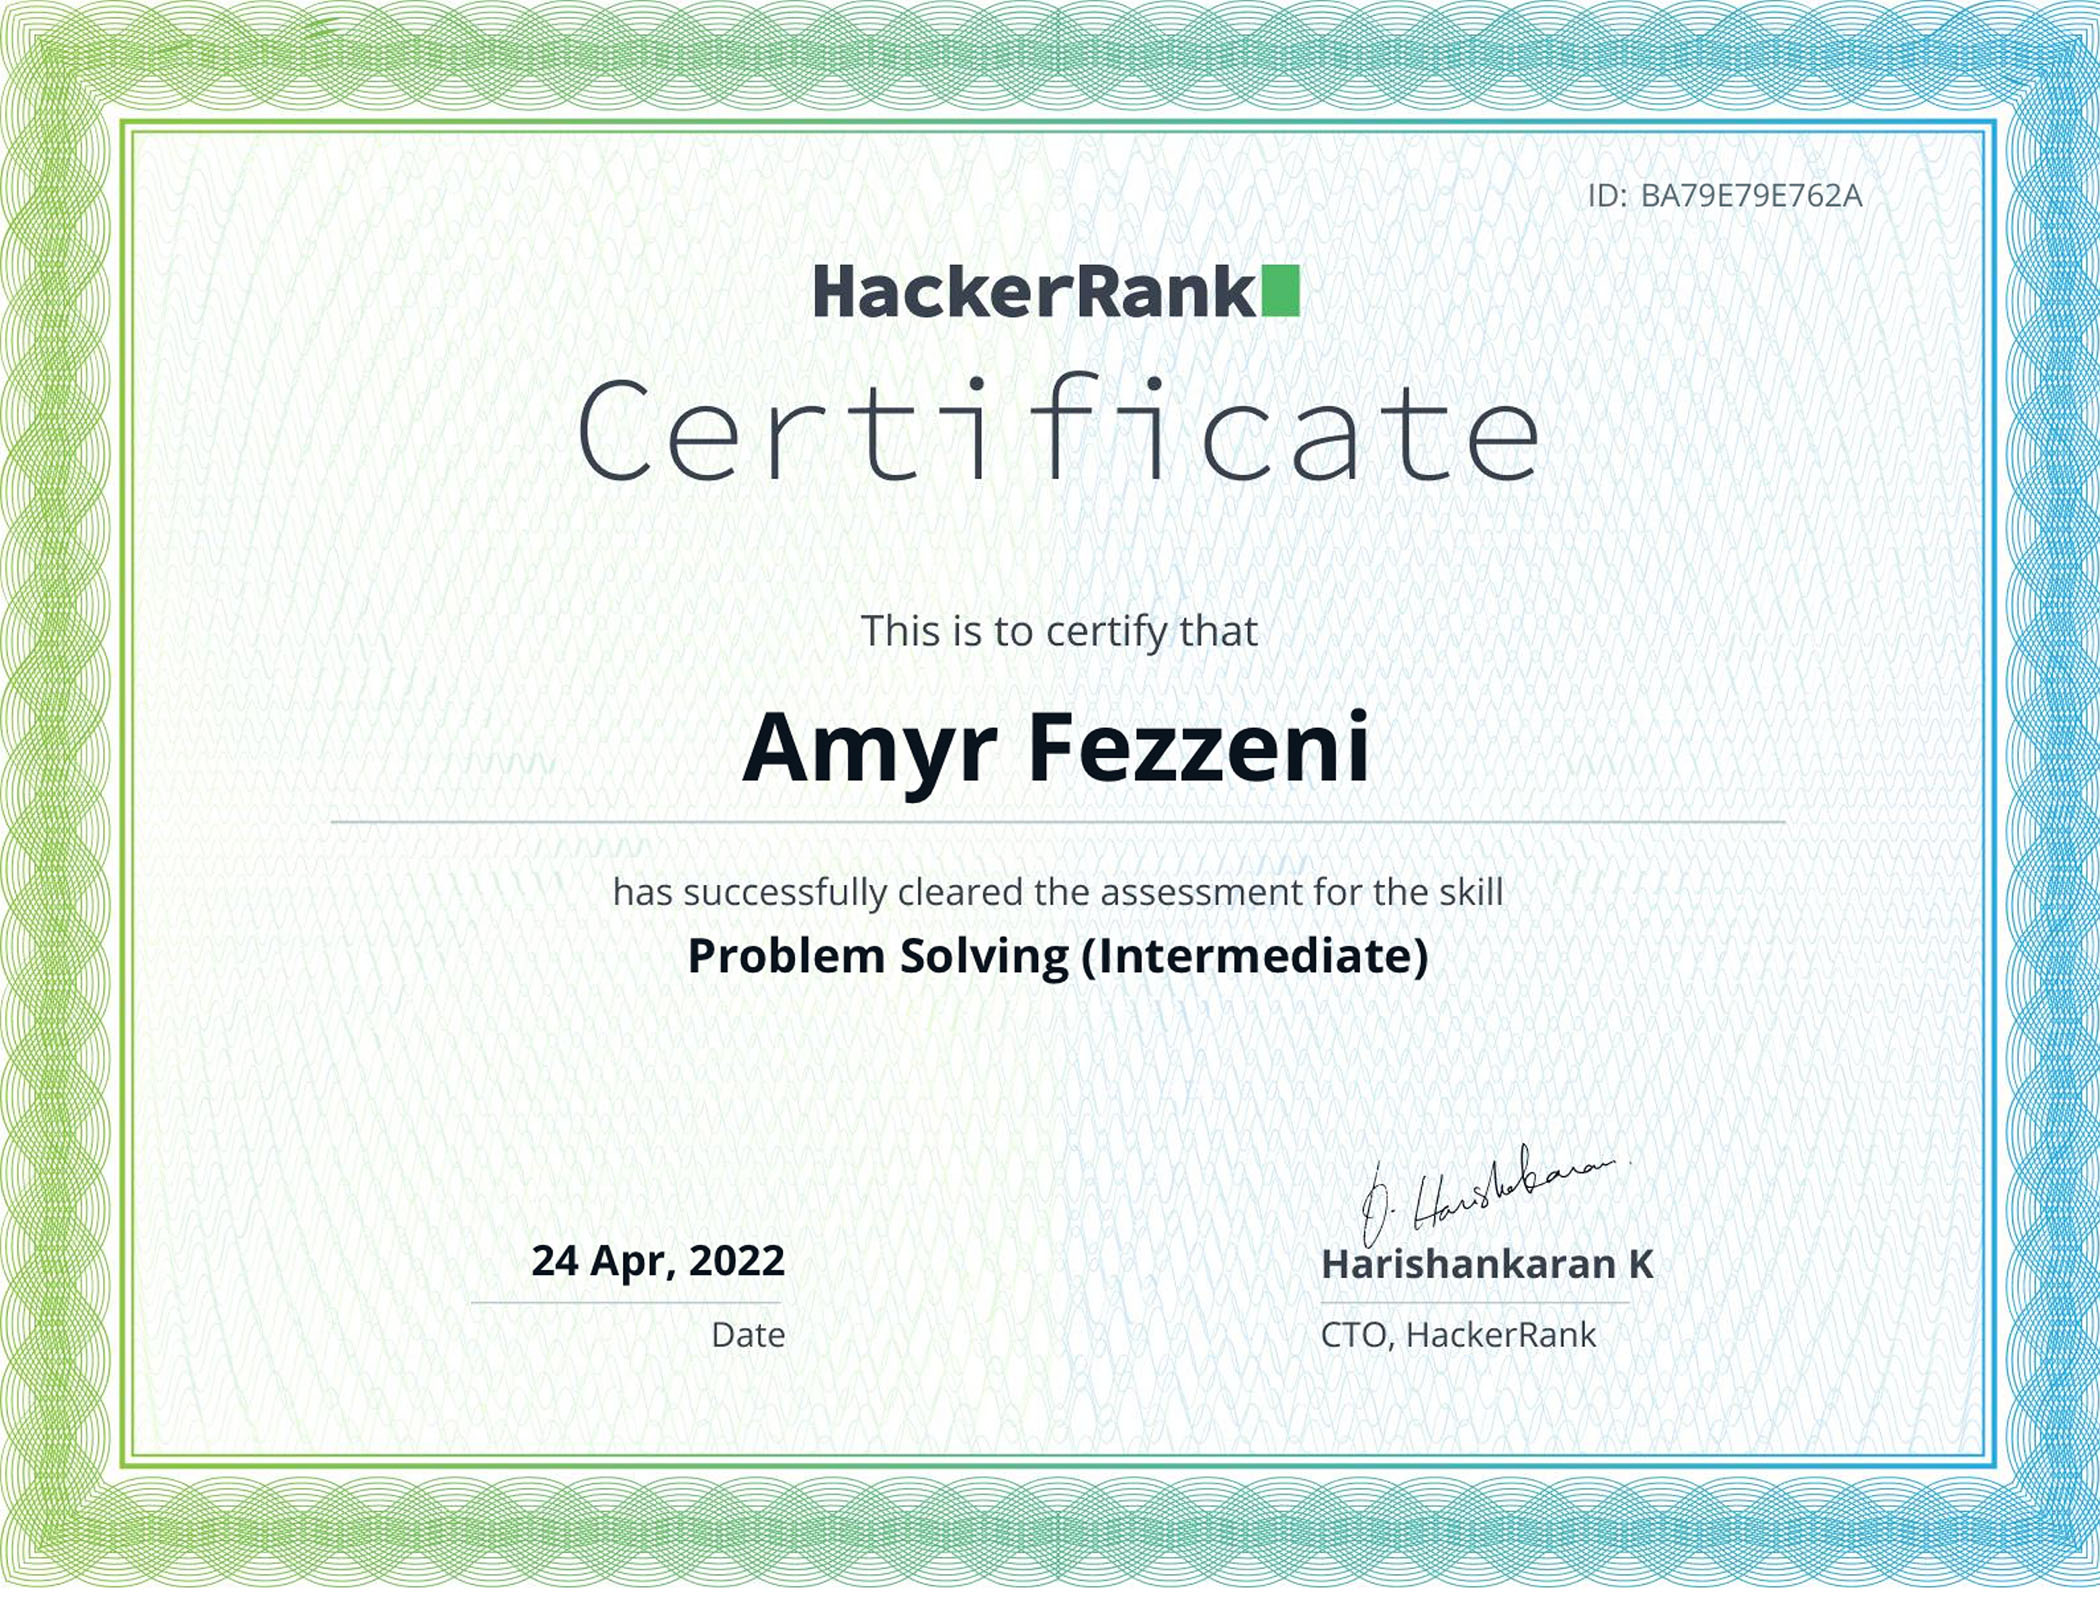 ID: BA79E79E762A
HackerRank
Certificate
This is to certify that
Amyr Fezzeni
has successfully cleared the assessment for the skill
Problem Solving (Intermediate)
D. Harishankaran
24 Apr, 2022
Harishankaran K
Date
CTO, HackerRank